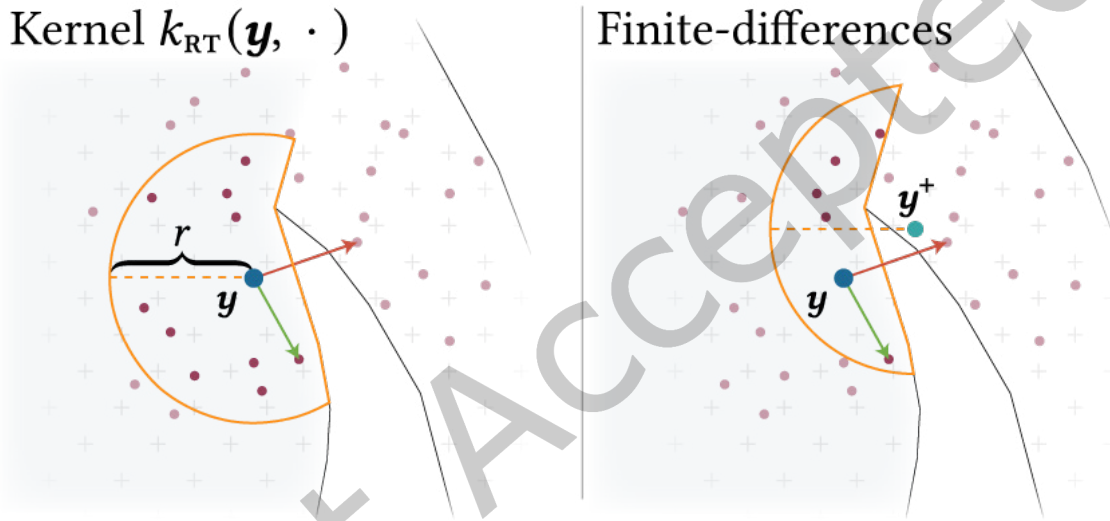 Kernel k_RT(y, · )
r
y
Finite-differences
y⁺
y
t Accepted